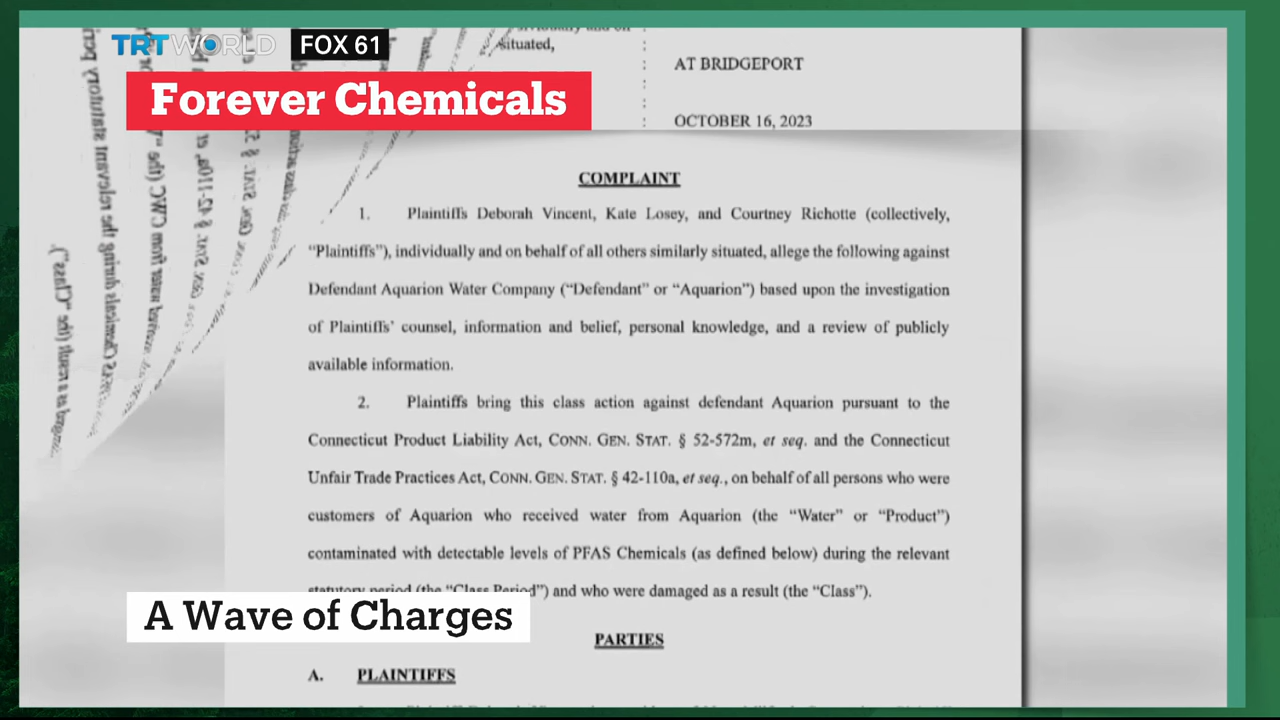 TRT WORLD
FOX 61
situated,
AT BRIDGEPORT
Forever Chemicals
OCTOBER 16, 2023
COMPLAINT
1. Plaintiffs Deborah Vincent, Kate Losey, and Courtney Richotte (collectively,
“Plaintiffs”), individually and on behalf of all others similarly situated, allege the following against
Defendant Aquarion Water Company (“Defendant” or “Aquarion”) based upon the investigation
of Plaintiffs’ counsel, information and belief, personal knowledge, and a review of publicly
available information.
2. Plaintiffs bring this class action against defendant Aquarion pursuant to the
Connecticut Product Liability Act, CONN. GEN. STAT. § 52-572m, et seq. and the Connecticut
Unfair Trade Practices Act, CONN. GEN. STAT. § 42-110a, et seq., on behalf of all persons who were
customers of Aquarion who received water from Aquarion (the “Water” or “Product”)
contaminated with detectable levels of PFAS Chemicals (as defined below) during the relevant
statutory period (the “Class Period”) and who were damaged as a result (the “Class”).
A Wave of Charges
PARTIES
A. PLAINTIFFS